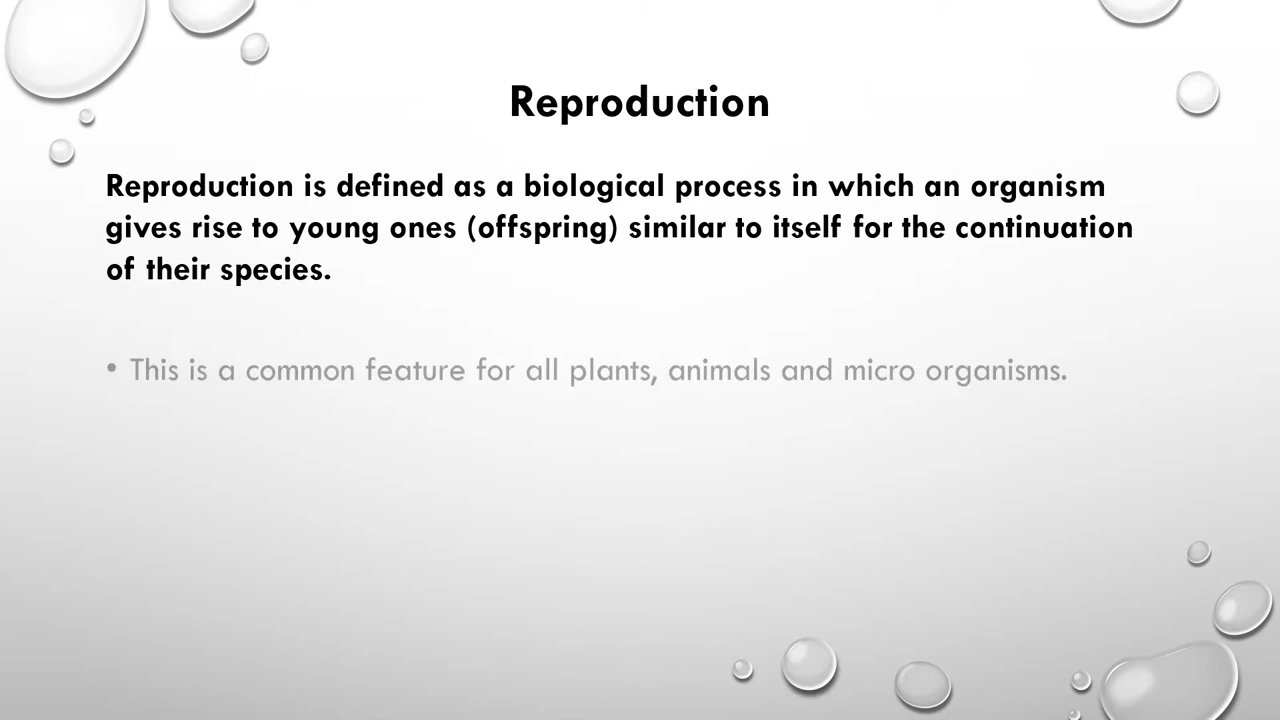 Reproduction
Reproduction is defined as a biological process in which an organism
gives rise to young ones (offspring) similar to itself for the continuation
of their species.
• This is a common feature for all plants, animals and micro organisms.